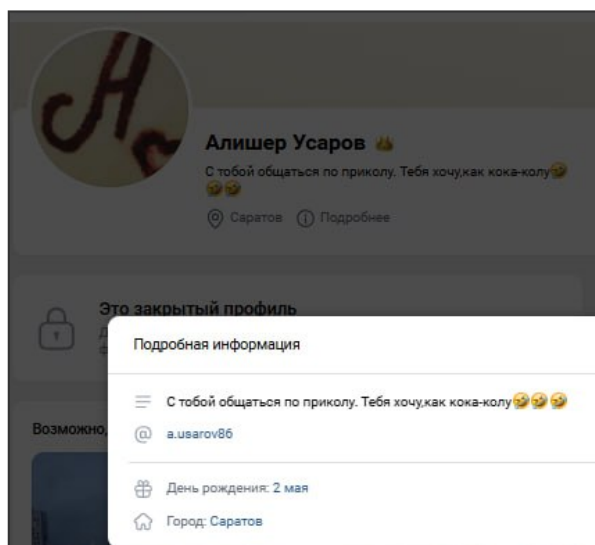 Алишер Усаров
С тобой общаться по приколу. Тебя хочу,как кока-колу🤣
🤣🤣
Саратов Подробнее
Это закрытый профиль
Подробная информация
С тобой общаться по приколу. Тебя хочу,как кока-колу🤣🤣🤣
a.usarov86
Возможно,
День рождения: 2 мая
Город: Саратов